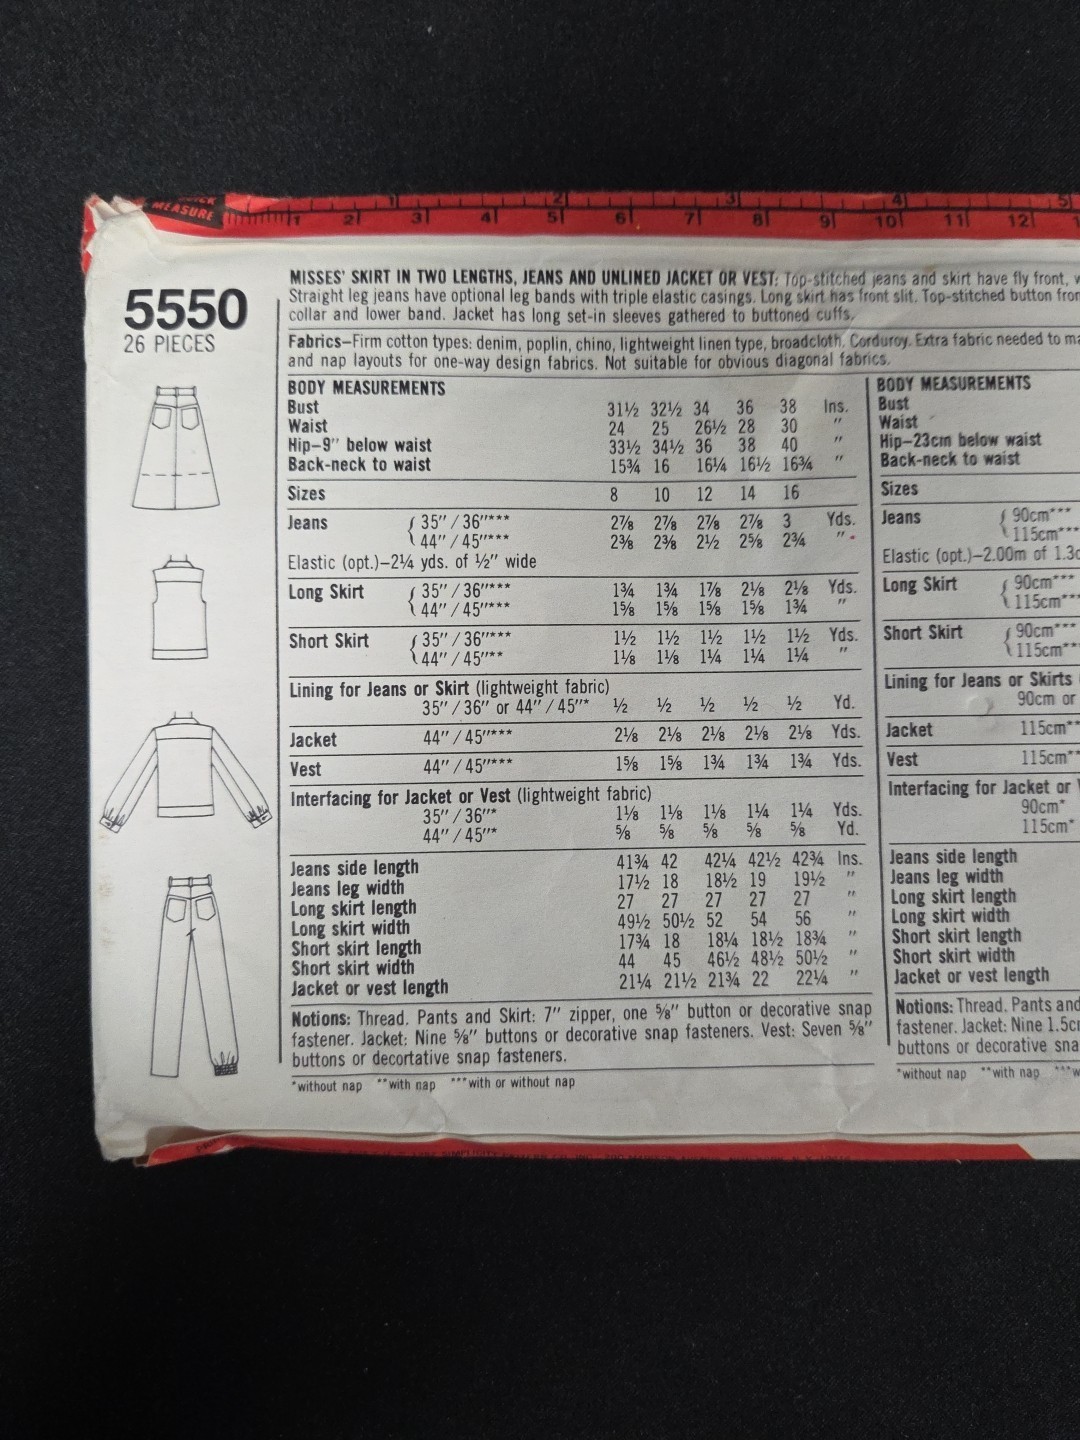 MEASURE
1 2 3 4 5
1 2 3 4 5 6 7 8 9 10 11 12
5550
26 PIECES
MISSES' SKIRT IN TWO LENGTHS, JEANS AND UNLINED JACKET OR VEST: Top-stitched jeans and skirt have fly front,
Straight leg jeans have optional leg bands with triple elastic casings. Long skirt has front slit. Top-stitched button fron
collar and lower band. Jacket has long set-in sleeves gathered to buttoned cuffs.
Fabrics—Firm cotton types: denim, poplin, chino, lightweight linen type, broadcloth. Corduroy. Extra fabric needed to ma
and nap layouts for one-way design fabrics. Not suitable for obvious diagonal fabrics.
BODY MEASUREMENTS
Bust 31½ 32½ 34 36 38 Ins.
Waist 24 25 26½ 28 30 "
Hip—9" below waist 33½ 34½ 36 38 40 "
Back-neck to waist 15¾ 16 16¼ 16½ 16¾ "
Sizes 8 10 12 14 16
Jeans { 35" / 36"*** 2⅞ 2⅞ 2⅞ 2⅞ 3 Yds.
44" / 45"*** 2⅜ 2⅜ 2½ 2⅝ 2¾ "
Elastic (opt.)—2¼ yds. of ½" wide
Long Skirt { 35" / 36"*** 1¾ 1¾ 1⅞ 2⅛ 2⅛ Yds.
44" / 45"*** 1⅝ 1⅝ 1⅝ 1⅝ 1¾ "
Short Skirt { 35" / 36"*** 1½ 1½ 1½ 1½ 1½ Yds.
44" / 45"** 1⅛ 1⅛ 1¼ 1¼ 1¼ "
Lining for Jeans or Skirt (lightweight fabric)
35" / 36" or 44" / 45"* ½ ½ ½ ½ ½ Yd.
Jacket 44" / 45"*** 2⅛ 2⅛ 2⅛ 2⅛ 2⅛ Yds.
Vest 44" / 45"*** 1⅝ 1⅝ 1¾ 1¾ 1¾ Yds.
Interfacing for Jacket or Vest (lightweight fabric)
35" / 36"* 1⅛ 1⅛ 1⅛ 1¼ 1¼ Yds.
44" / 45"* ⅝ ⅝ ⅝ ⅝ ⅝ Yd.
Jeans side length 41¾ 42 42¼ 42½ 42¾ Ins.
Jeans leg width 17½ 18 18½ 19 19½ "
Long skirt length 27 27 27 27 27 "
Long skirt width 49½ 50½ 52 54 56 "
Short skirt length 17¾ 18 18¼ 18½ 18¾ "
Short skirt width 44 45 46½ 48½ 50½ "
Jacket or vest length 21¼ 21½ 21¾ 22 22¼ "
Notions: Thread. Pants and Skirt: 7" zipper, one ⅝" button or decorative snap
fastener. Jacket: Nine ⅝" buttons or decorative snap fasteners. Vest: Seven ⅝"
buttons or decortative snap fasteners.
*without nap **with nap ***with or without nap
BODY MEASUREMENTS
Bust
Waist
Hip—23cm below waist
Back-neck to waist
Sizes
Jeans { 90cm***
115cm***
Elastic (opt.)—2.00m of 1.3c
Long Skirt { 90cm***
115cm***
Short Skirt { 90cm***
115cm**
Lining for Jeans or Skirts
90cm or
Jacket 115cm**
Vest 115cm**
Interfacing for Jacket or
90cm*
115cm*
Jeans side length
Jeans leg width
Long skirt length
Long skirt width
Short skirt length
Short skirt width
Jacket or vest length
Notions: Thread. Pants and
fastener. Jacket: Nine 1.5cm
buttons or decorative sna
*without nap **with nap ***w